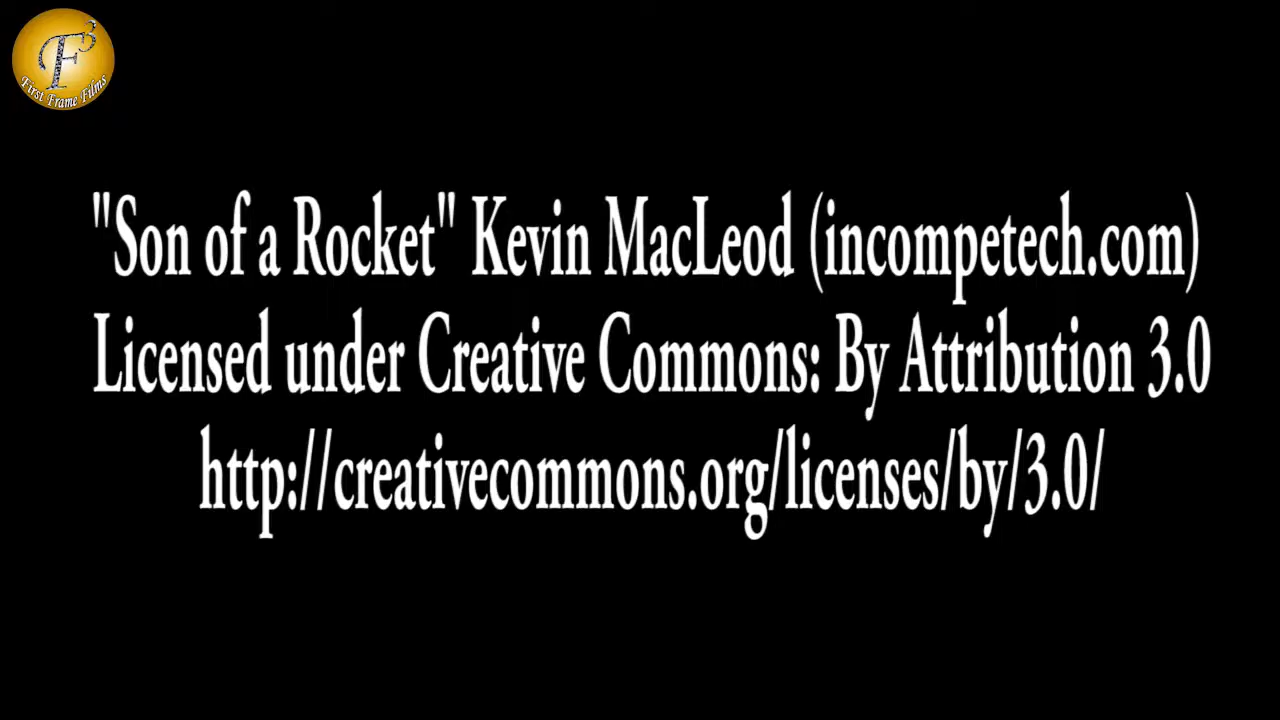 F3
First Frame Films
"Son of a Rocket" Kevin MacLeod (incompetech.com)
Licensed under Creative Commons: By Attribution 3.0
http://creativecommons.org/licenses/by/3.0/